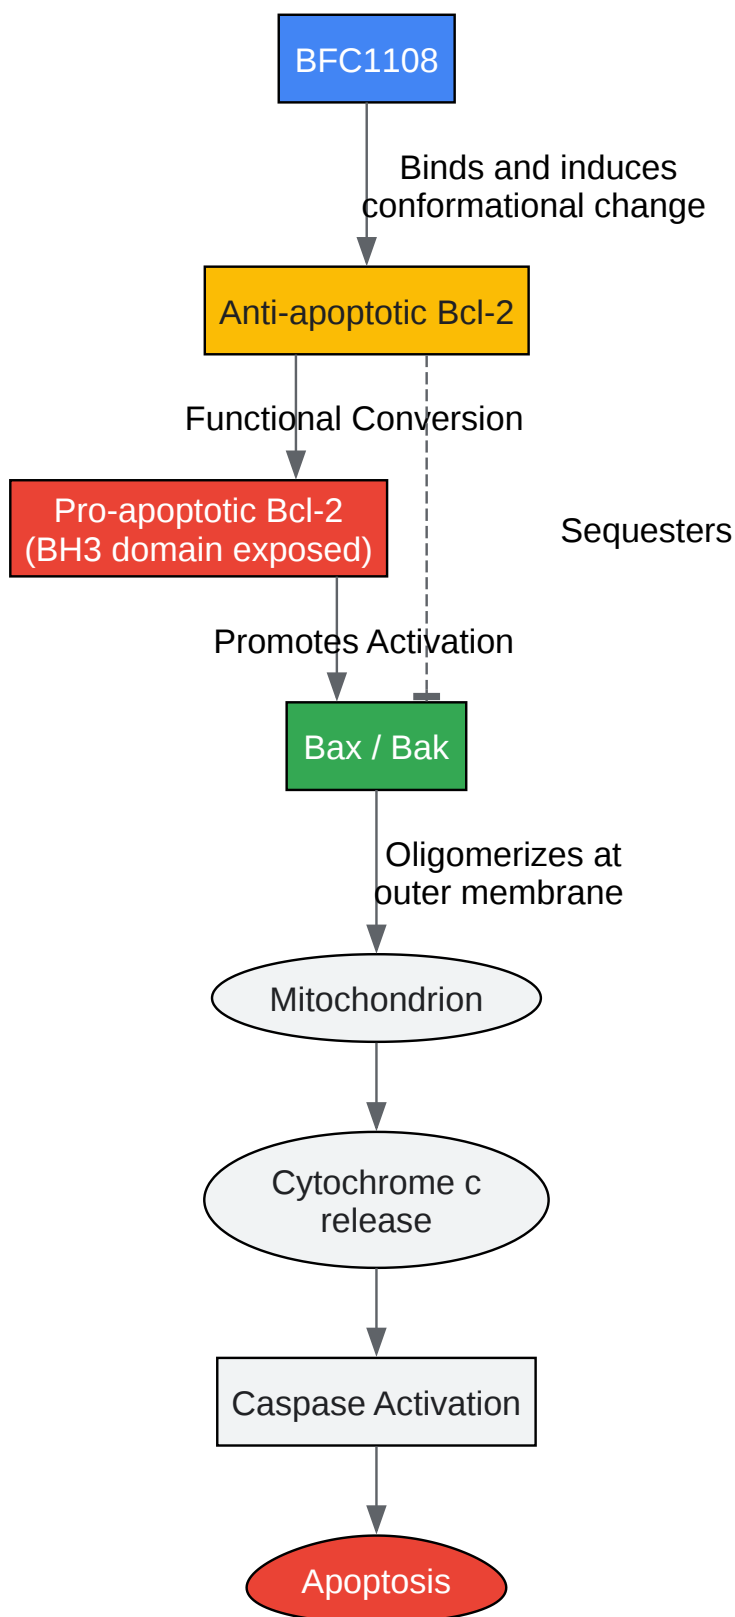 BFC1108
Binds and induces
conformational change
Anti-apoptotic Bcl-2
Functional Conversion
Pro-apoptotic Bcl-2
(BH3 domain exposed)
Sequesters
Promotes Activation
Bax / Bak
Oligomerizes at
outer membrane
Mitochondrion
Cytochrome c
release
Caspase Activation
Apoptosis